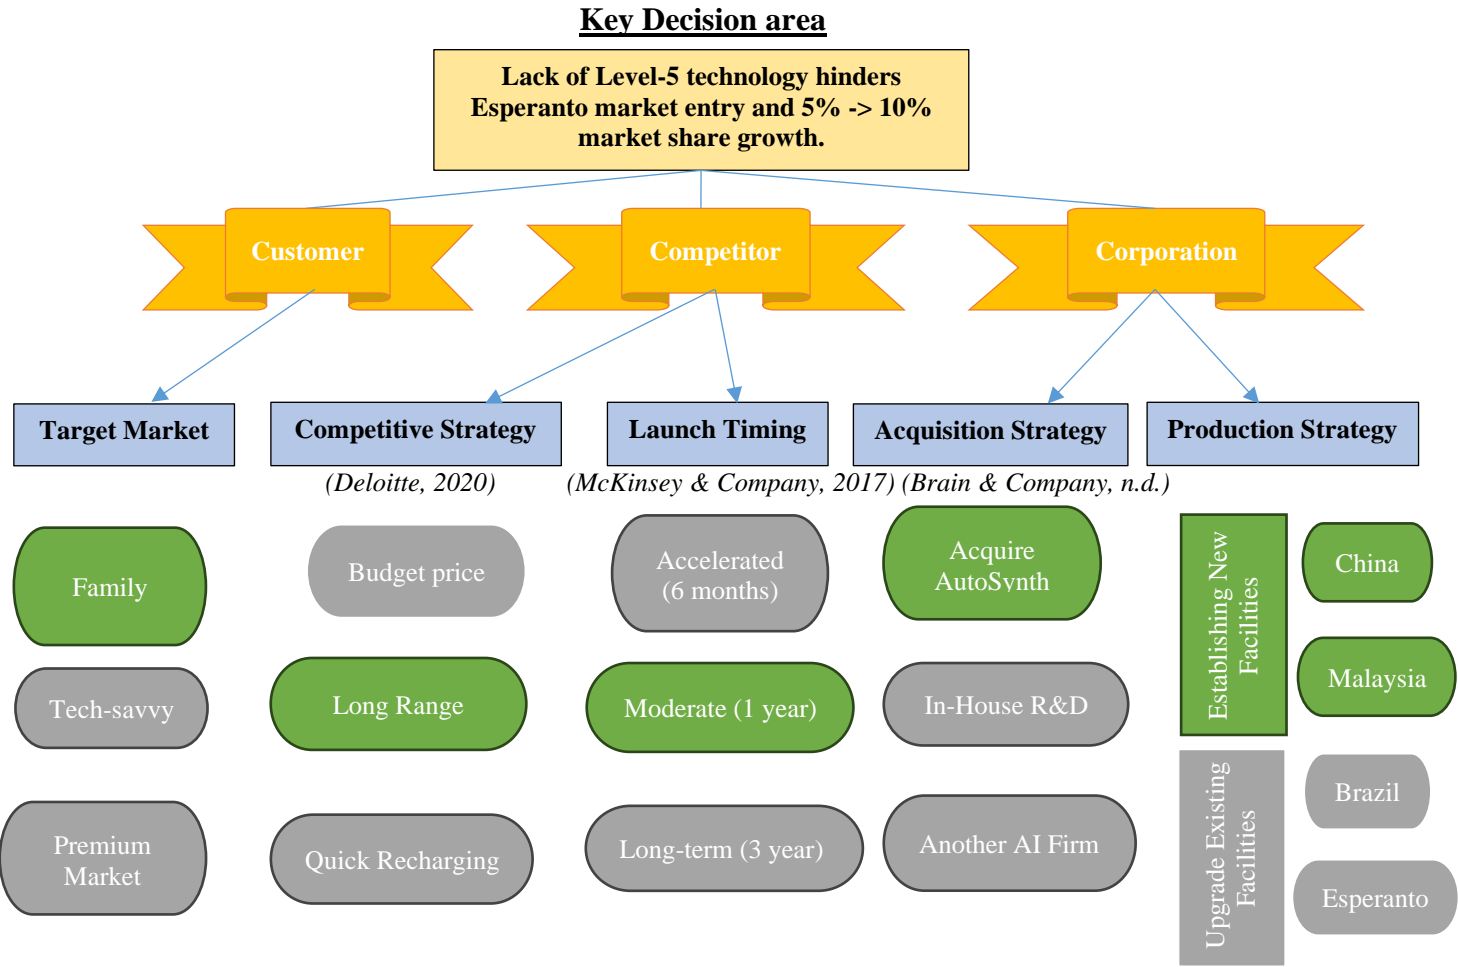 Key Decision area
Lack of Level-5 technology hinders
Esperanto market entry and 5% -> 10%
market share growth.
Customer
Competitor
Corporation
Target Market
Competitive Strategy
Launch Timing
Acquisition Strategy
Production Strategy
(Deloitte, 2020)
(McKinsey & Company, 2017)
(Brain & Company, n.d.)
Family
Tech-savvy
Premium
Market
Budget price
Long Range
Quick Recharging
Accelerated
(6 months)
Moderate (1 year)
Long-term (3 year)
Acquire
AutoSynth
In-House R&D
Another AI Firm
Establishing New
Facilities
China
Malaysia
Upgrade Existing
Facilities
Brazil
Esperanto